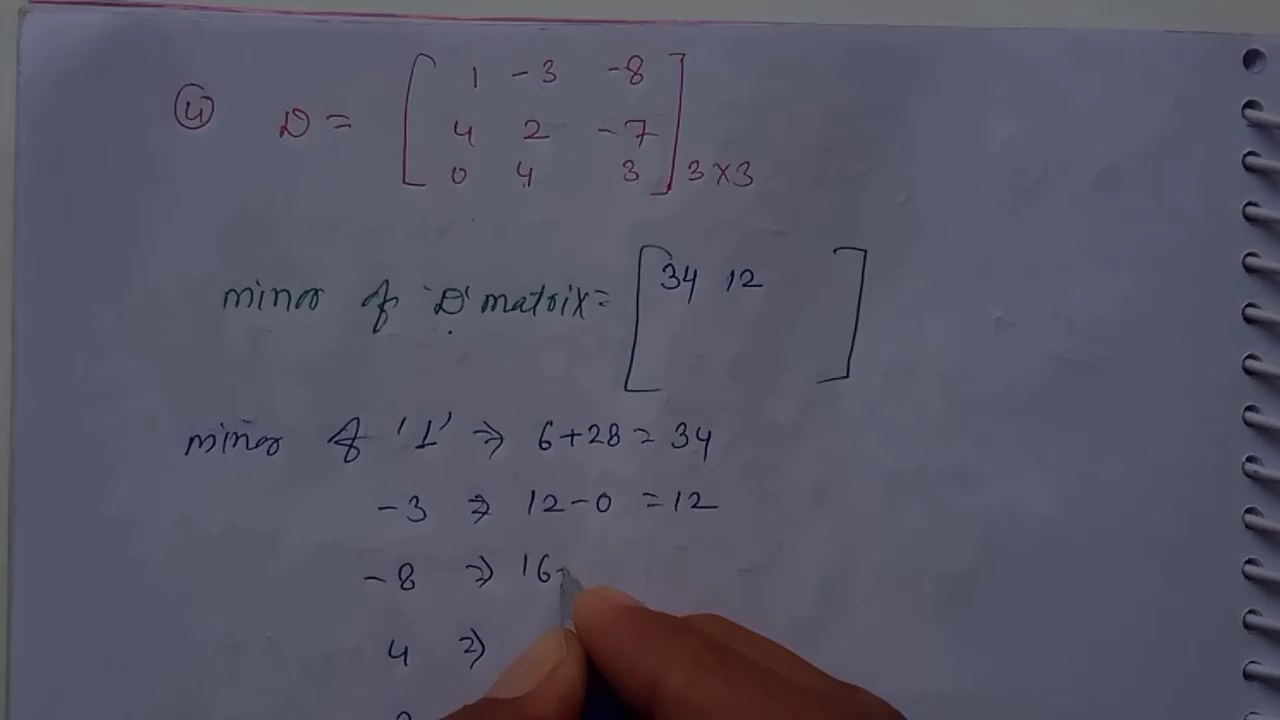 ④ D = [ 1 -3 -8
4 2 -7
0 4 3 ] 3×3
minor of 'D' matrix = [ 34 12 ]
minor of '1' ⇒ 6+28 = 34
-3 ⇒ 12-0 = 12
-8 ⇒ 16-
4 ⇒